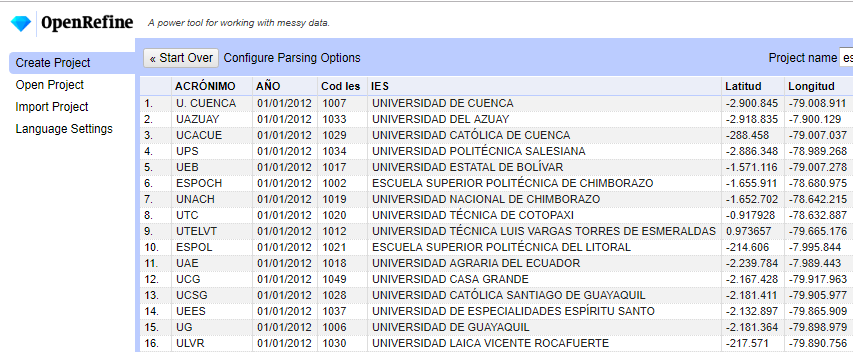 OpenRefine A power tool for working with messy data.
Create Project
Open Project
Import Project
Language Settings
« Start Over Configure Parsing Options Project name es
ACRÓNIMO AÑO Cod Ies IES Latitud Longitud
1. U. CUENCA 01/01/2012 1007 UNIVERSIDAD DE CUENCA -2.900.845 -79.008.911
2. UAZUAY 01/01/2012 1033 UNIVERSIDAD DEL AZUAY -2.918.835 -7.900.129
3. UCACUE 01/01/2012 1029 UNIVERSIDAD CATÓLICA DE CUENCA -288.458 -79.007.037
4. UPS 01/01/2012 1034 UNIVERSIDAD POLITÉCNICA SALESIANA -2.886.348 -78.989.268
5. UEB 01/01/2012 1017 UNIVERSIDAD ESTATAL DE BOLÍVAR -1.571.116 -79.007.278
6. ESPOCH 01/01/2012 1002 ESCUELA SUPERIOR POLITÉCNICA DE CHIMBORAZO -1.655.911 -78.680.975
7. UNACH 01/01/2012 1019 UNIVERSIDAD NACIONAL DE CHIMBORAZO -1.652.702 -78.642.215
8. UTC 01/01/2012 1020 UNIVERSIDAD TÉCNICA DE COTOPAXI -0.917928 -78.632.887
9. UTELVT 01/01/2012 1012 UNIVERSIDAD TÉCNICA LUIS VARGAS TORRES DE ESMERALDAS 0.973657 -79.665.176
10. ESPOL 01/01/2012 1021 ESCUELA SUPERIOR POLITÉCNICA DEL LITORAL -214.606 -7.995.844
11. UAE 01/01/2012 1018 UNIVERSIDAD AGRARIA DEL ECUADOR -2.239.784 -7.989.443
12. UCG 01/01/2012 1049 UNIVERSIDAD CASA GRANDE -2.167.428 -79.917.963
13. UCSG 01/01/2012 1028 UNIVERSIDAD CATÓLICA SANTIAGO DE GUAYAQUIL -2.181.411 -79.905.977
14. UEES 01/01/2012 1037 UNIVERSIDAD DE ESPECIALIDADES ESPÍRITU SANTO -2.132.897 -79.865.909
15. UG 01/01/2012 1006 UNIVERSIDAD DE GUAYAQUIL -2.181.364 -79.898.979
16. ULVR 01/01/2012 1030 UNIVERSIDAD LAICA VICENTE ROCAFUERTE -217.571 -79.890.756